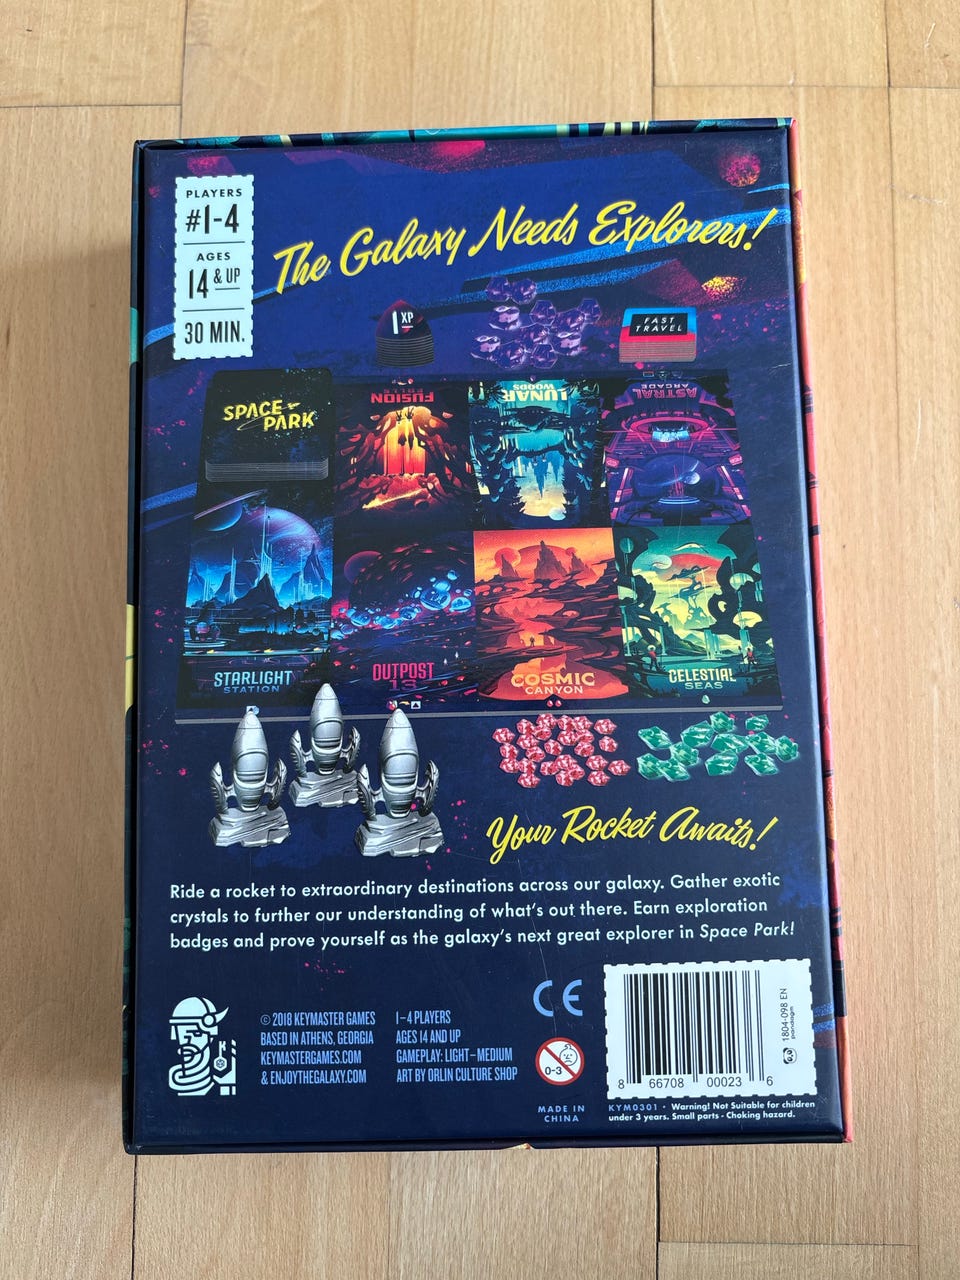 PLAYERS
#1-4
AGES
14 & UP
30 MIN.
The Galaxy Needs Explorers!
1 XP
FAST
TRAVEL
SPACE
PARK
FUSION
FALLS
LUNAR
WOODS
ASTRAL
ARCADE
STARLIGHT
STATION
OUTPOST
13
COSMIC
CANYON
CELESTIAL
SEAS
Your Rocket Awaits!
Ride a rocket to extraordinary destinations across our galaxy. Gather exotic
crystals to further our understanding of what's out there. Earn exploration
badges and prove yourself as the galaxy's next great explorer in Space Park!
© 2018 KEYMASTER GAMES
BASED IN ATHENS, GEORGIA
KEYMASTERGAMES.COM
& ENJOYTHEGALAXY.COM
1-4 PLAYERS
AGES 14 AND UP
GAMEPLAY: LIGHT-MEDIUM
ART BY ORLIN CULTURE SHOP
CE
0-3
MADE IN
CHINA
8 66708 00023 6
1804-098 EN
pandagm
KYM0301 · Warning! Not Suitable for children
under 3 years. Small parts - Choking hazard.